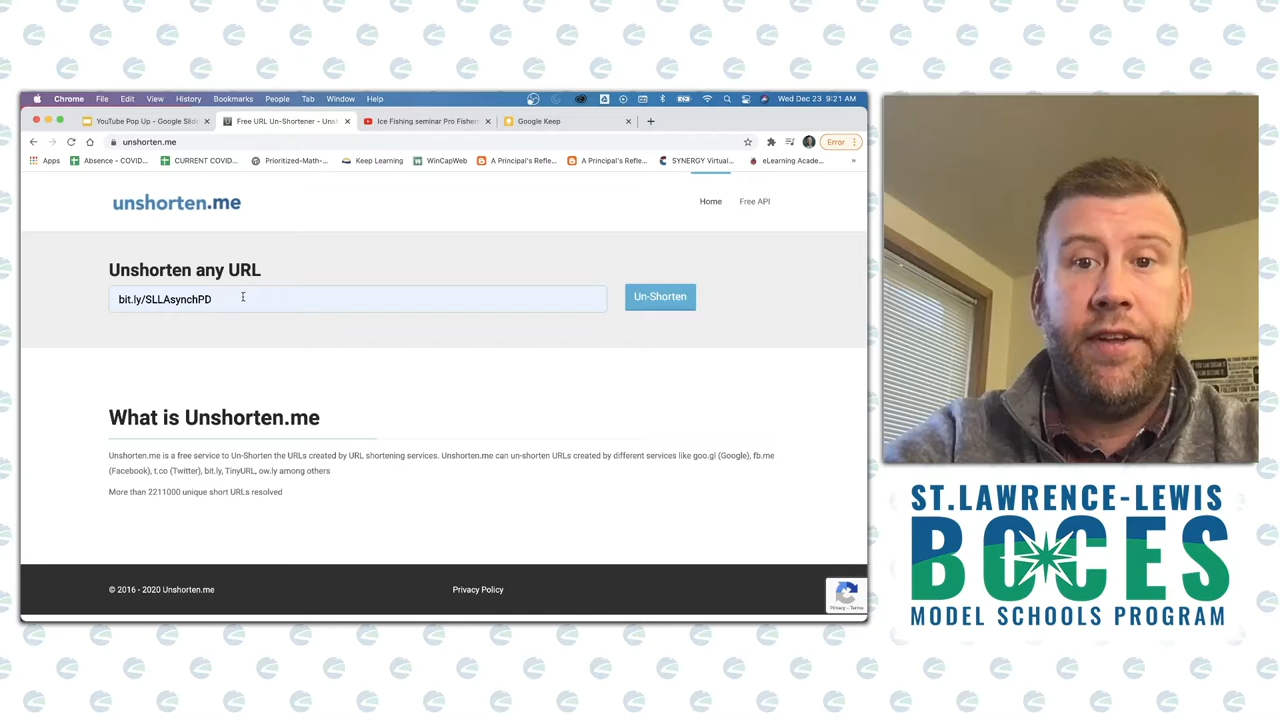 Chrome File Edit View History Bookmarks People Tab Window Help Wed Dec 23 9:21 AM
YouTube Pop Up - Google Slid Free URL Un-Shortener - Unsh Ice Fishing seminar Pro Fisherm Google Keep
unshorten.me Error
Apps Absence - COVID... CURRENT COVID... Prioritized-Math-... Keep Learning WinCapWeb A Principal's Refle... A Principal's Refle... SYNERGY Virtual... eLearning Acade... »
unshorten.me Home Free API
Unshorten any URL
bit.ly/SLLAsynchPD Un-Shorten
What is Unshorten.me
Unshorten.me is a free service to Un-Shorten the URLs created by URL shortening services. Unshorten.me can un-shorten URLs created by different services like goo.gl (Google), fb.me
(Facebook), t.co (Twitter), bit.ly, TinyURL, ow.ly among others
More than 2211000 unique short URLs resolved
© 2016 - 2020 Unshorten.me Privacy Policy
Privacy - Terms
ST.LAWRENCE-LEWIS
BOCES
MODEL SCHOOLS PROGRAM